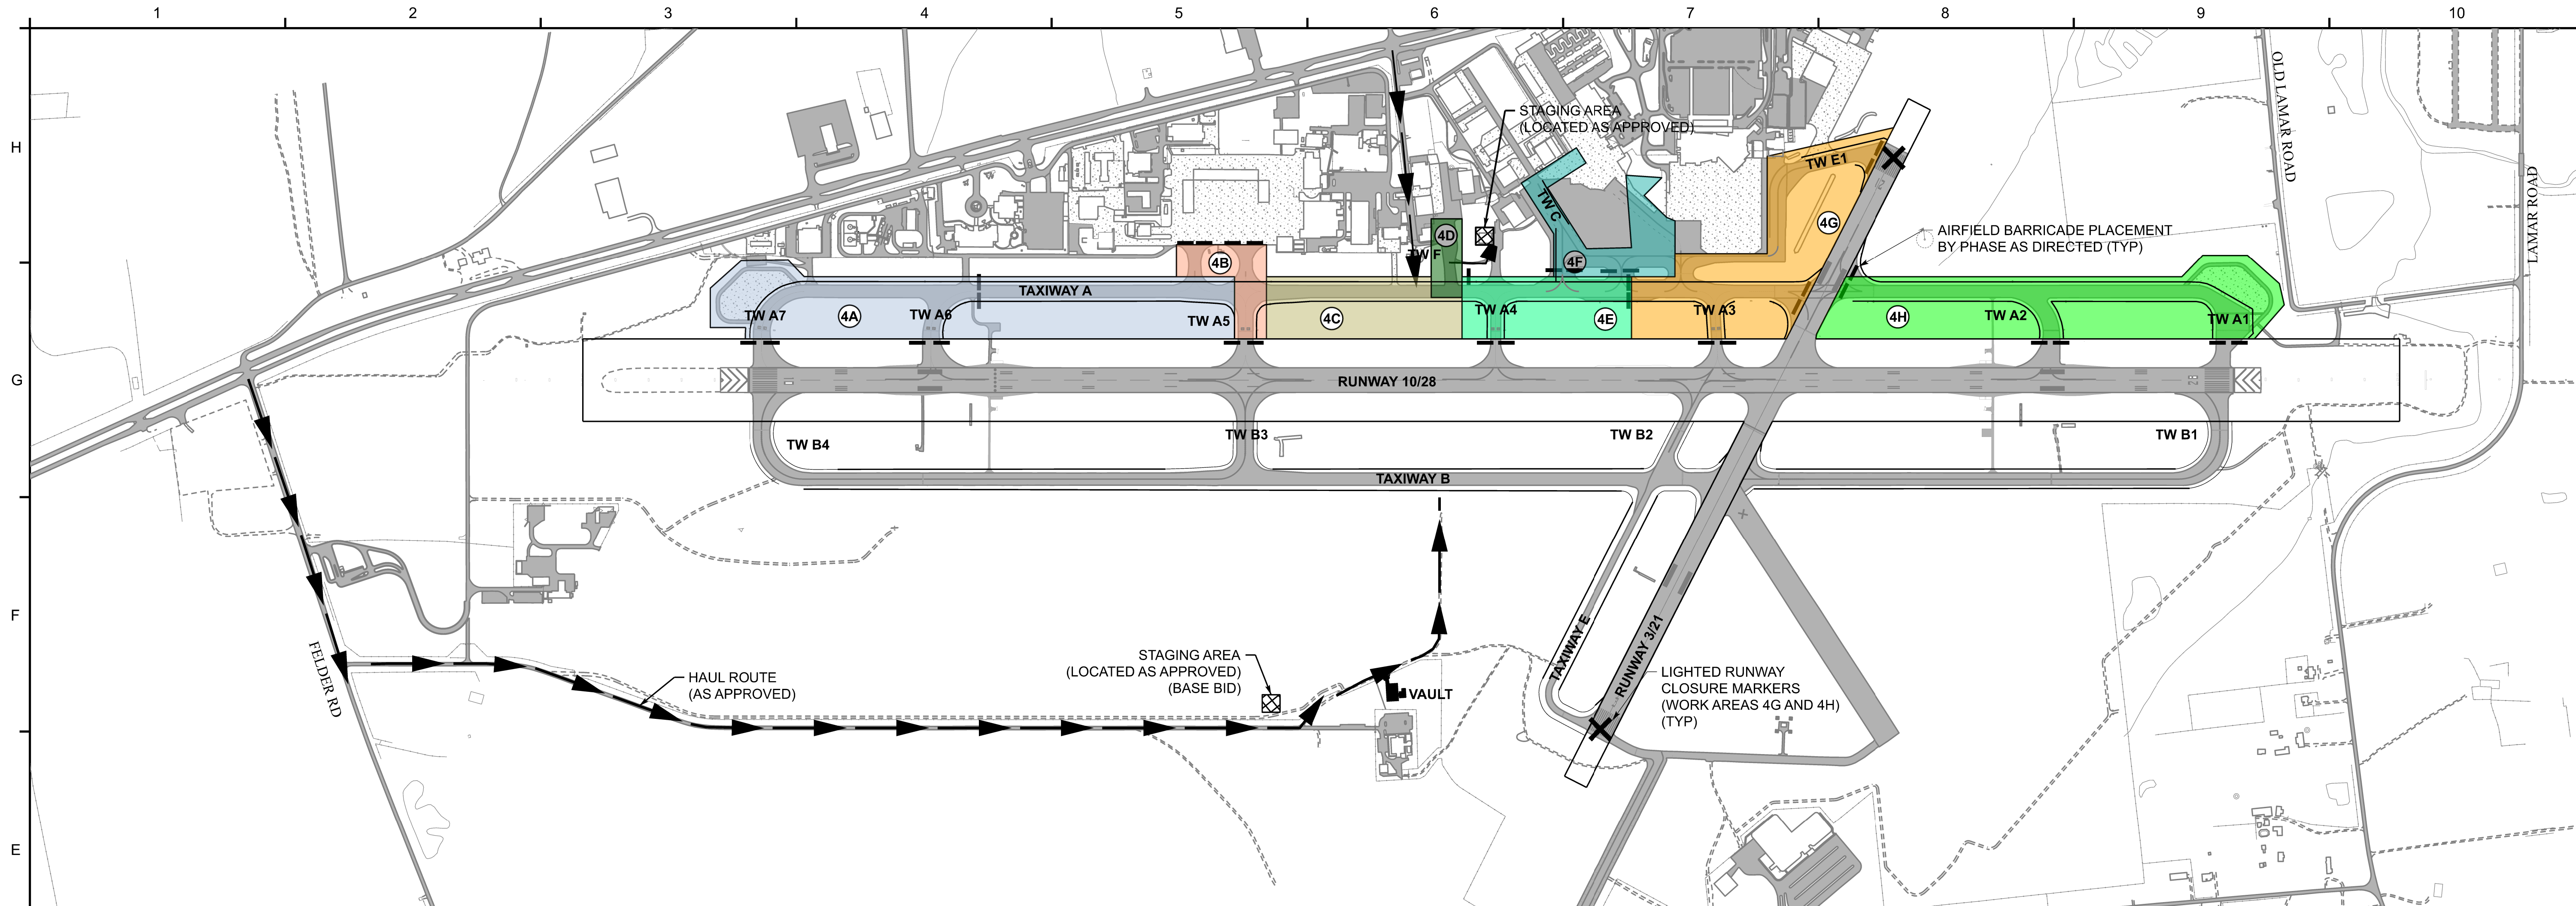 1 2 3 4 5 6 7 8 9 10
H
G
F
E
OLD LAMAR ROAD
LAMAR ROAD
STAGING AREA
(LOCATED AS APPROVED)
TW E1
TW C
4G
4D
AIRFIELD BARRICADE PLACEMENT
BY PHASE AS DIRECTED (TYP)
TW F
4B
4F
TAXIWAY A
TW A7
4A
TW A6
TW A5
4C
TW A4
4E
TW A3
4H
TW A2
TW A1
RUNWAY 10/28
10
28
TW B4
TW B3
TW B2
TW B1
TAXIWAY B
TAXIWAY E
RUNWAY 3/21
FELDER RD
HAUL ROUTE
(AS APPROVED)
STAGING AREA
(LOCATED AS APPROVED)
(BASE BID)
VAULT
LIGHTED RUNWAY
CLOSURE MARKERS
(WORK AREAS 4G AND 4H)
(TYP)